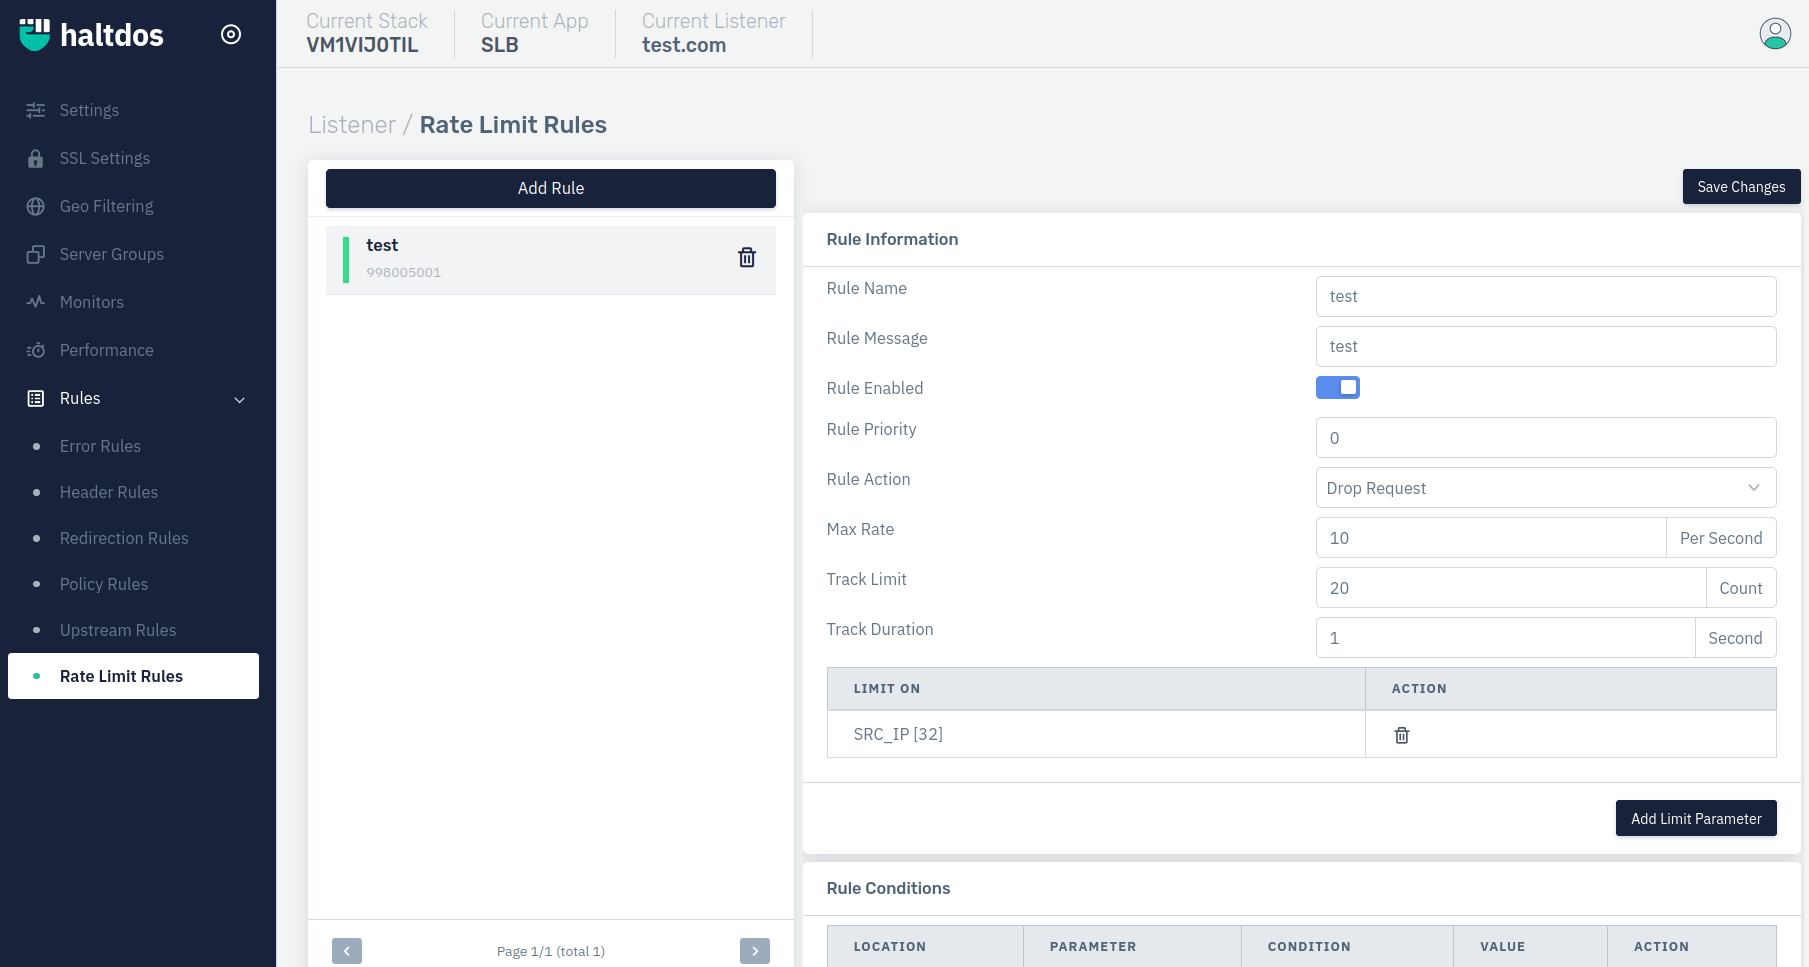 haltdos
Current Stack
VM1VIJ0TIL
Current App
SLB
Current Listener
test.com
Settings
SSL Settings
Geo Filtering
Server Groups
Monitors
Performance
Rules
Error Rules
Header Rules
Redirection Rules
Policy Rules
Upstream Rules
Rate Limit Rules
Listener / Rate Limit Rules
Add Rule
test
998005001
Page 1/1 (total 1)
Save Changes
Rule Information
Rule Name
test
Rule Message
test
Rule Enabled
Rule Priority
0
Rule Action
Drop Request
Max Rate
10 Per Second
Track Limit
20 Count
Track Duration
1 Second
LIMIT ON ACTION
SRC_IP [32]
Add Limit Parameter
Rule Conditions
LOCATION PARAMETER CONDITION VALUE ACTION